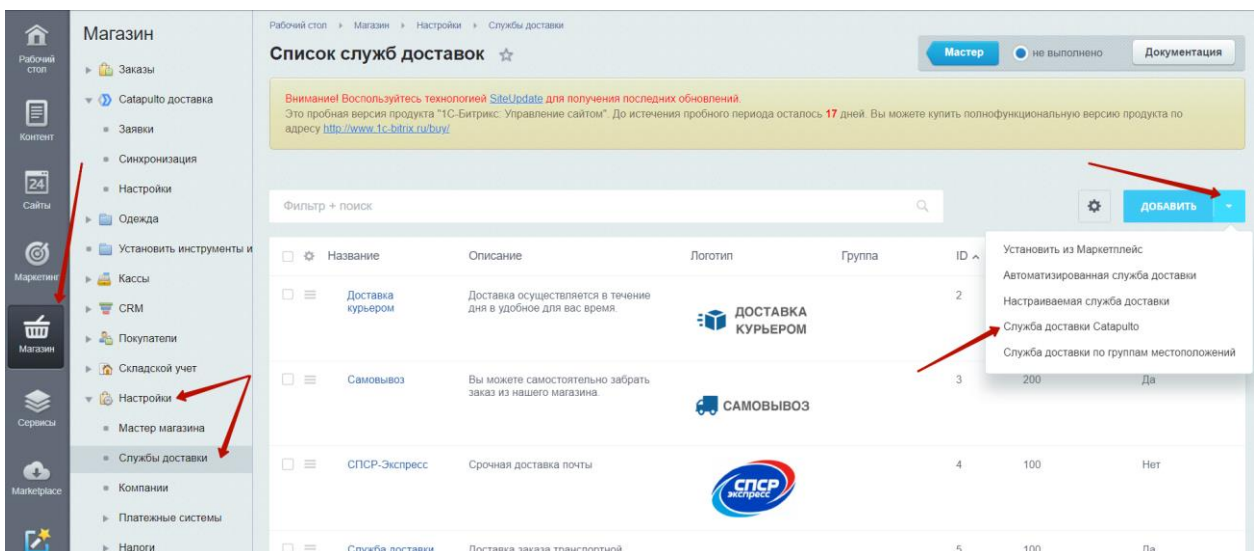 Рабочий
стол
Контент
24
Сайты
Маркетинг
Магазин
Сервисы
Marketplace
Магазин
Заказы
Catapulto доставка
Заявки
Синхронизация
Настройки
Одежда
Установить инструменты и
Кассы
CRM
Покупатели
Складской учет
Настройки
Мастер магазина
Службы доставки
Компании
Платежные системы
Налоги
Рабочий стол Магазин Настройки Службы доставки
Список служб доставок
Мастер не выполнено Документация
Внимание! Воспользуйтесь технологией SiteUpdate для получения последних обновлений.
Это пробная версия продукта "1С-Битрикс: Управление сайтом". До истечения пробного периода осталось 17 дней. Вы можете купить полнофункциональную версию продукта по
адресу http://www.1c-bitrix.ru/buy/
Фильтр + поиск
ДОБАВИТЬ
Установить из Маркетплейс
Автоматизированная служба доставки
Настраиваемая служба доставки
Служба доставки Catapulto
Служба доставки по группам местоположений
Название Описание Логотип Группа ID
Доставка
курьером
Доставка осуществляется в течение
дня в удобное для вас время.
ДОСТАВКА
КУРЬЕРОМ
2
Самовывоз
Вы можете самостоятельно забрать
заказ из нашего магазина.
САМОВЫВОЗ
3 200 Да
СПСР-Экспресс Срочная доставка почты
СПСР
экспресс
4 100 Нет
Служба доставки Доставка заказа транспортной 5 100 Да